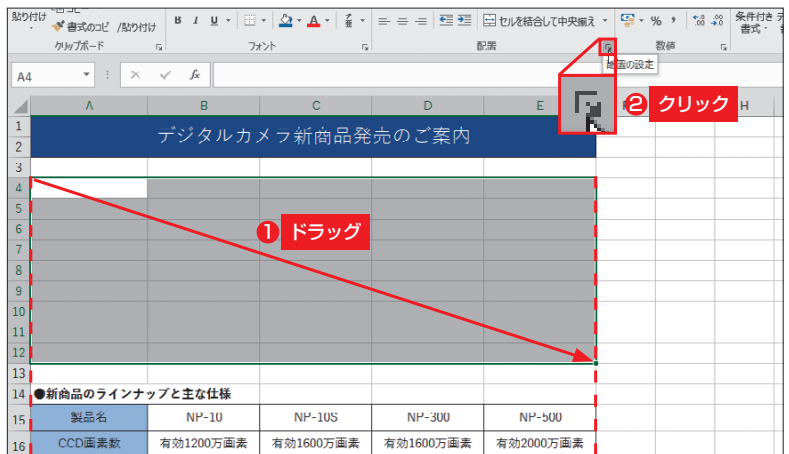 貼り付け
書式のコピー/貼り付け
B I U
%
条件付き
書式
セルを結合して中央揃え
クリップボード
フォント
配置
数値
配置の設定
A4
fx
❷ クリック
A B C D E F H
1
デジタルカメラ新商品発売のご案内
2
3
4
5
6
❶ ドラッグ
7
8
9
10
11
12
13
14 ●新商品のラインナップと主な仕様
15 製品名 NP-10 NP-10S NP-300 NP-500
16 CCD画素数 有効1200万画素 有効1600万画素 有効1600万画素 有効2000万画素